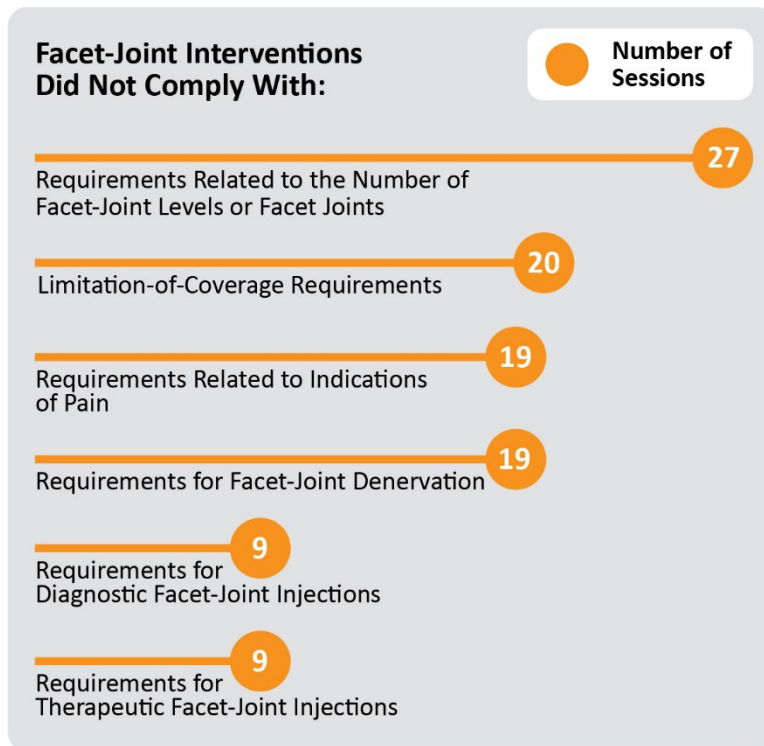 Facet-Joint Interventions
Did Not Comply With:
Number of
Sessions
27
Requirements Related to the Number of
Facet-Joint Levels or Facet Joints
20
Limitation-of-Coverage Requirements
19
Requirements Related to Indications
of Pain
19
Requirements for Facet-Joint Denervation
9
Requirements for
Diagnostic Facet-Joint Injections
9
Requirements for
Therapeutic Facet-Joint Injections